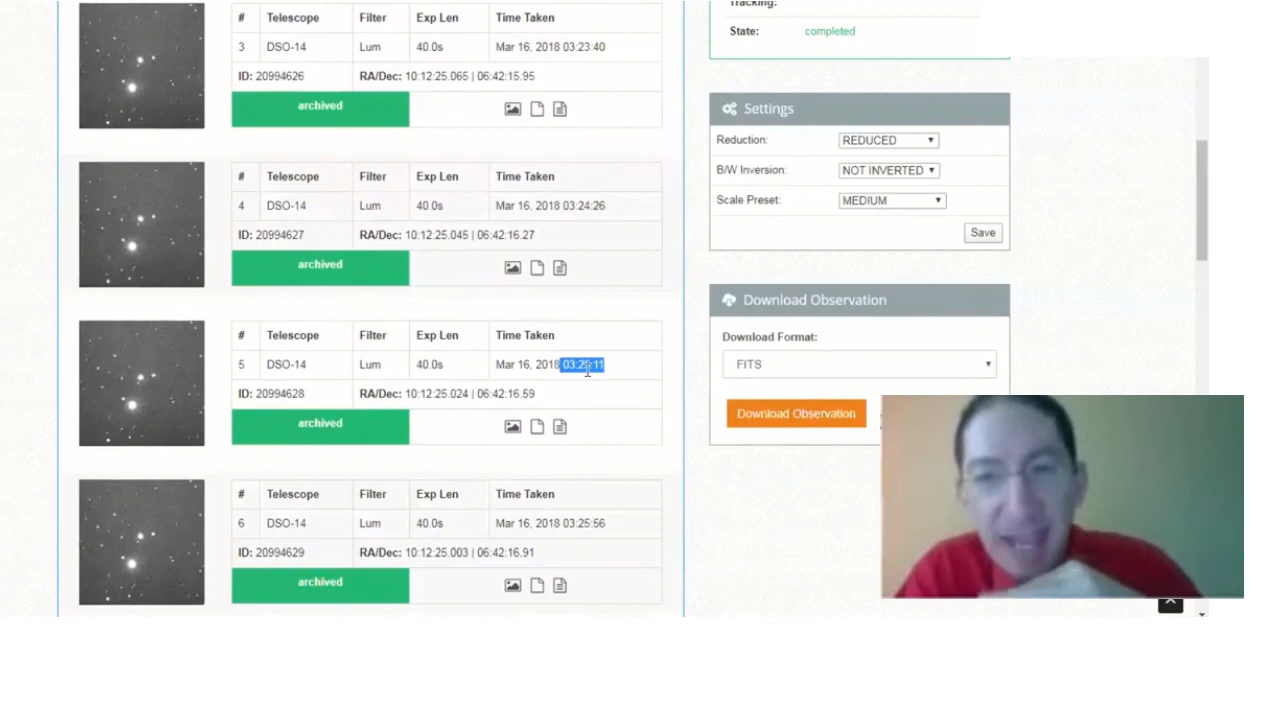 # Telescope Filter Exp Len Time Taken
3 DSO-14 Lum 40.0s Mar 16, 2018 03:23:40
ID: 20994626 RA/Dec: 10:12:25.065 | 06:42:15.95
archived
# Telescope Filter Exp Len Time Taken
4 DSO-14 Lum 40.0s Mar 16, 2018 03:24:26
ID: 20994627 RA/Dec: 10:12:25.045 | 06:42:16.27
archived
# Telescope Filter Exp Len Time Taken
5 DSO-14 Lum 40.0s Mar 16, 2018 03:25:11
ID: 20994628 RA/Dec: 10:12:25.024 | 06:42:16.59
archived
# Telescope Filter Exp Len Time Taken
6 DSO-14 Lum 40.0s Mar 16, 2018 03:25:56
ID: 20994629 RA/Dec: 10:12:25.003 | 06:42:16.91
archived
Tracking:
State: completed
Settings
Reduction: REDUCED
B/W Inversion: NOT INVERTED
Scale Preset: MEDIUM
Save
Download Observation
Download Format:
FITS
Download Observation